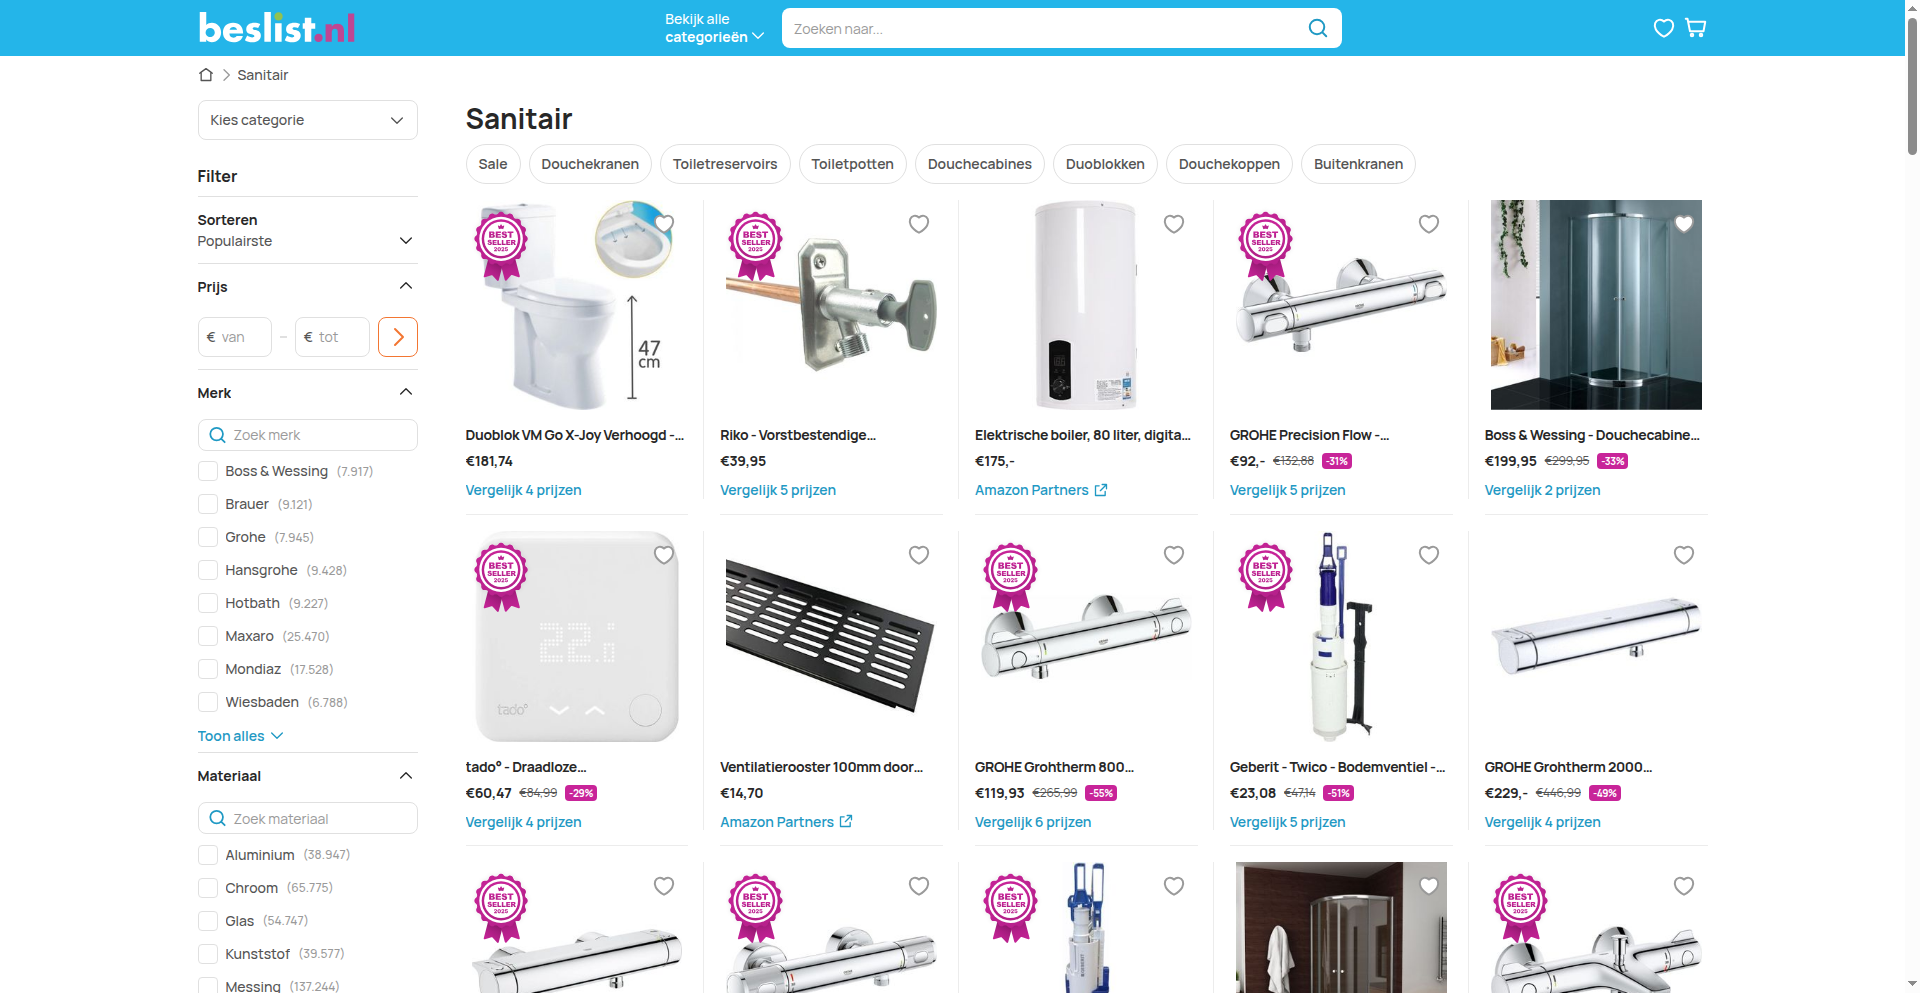 beslist.nl
Bekijk alle
categorieën
Zoeken naar...
Sanitair
Kies categorie
Filter
Sorteren
Populairste
Prijs
€ van
–
€ tot
Merk
Zoek merk
Boss & Wessing (7.917)
Brauer (9.121)
Grohe (7.945)
Hansgrohe (9.428)
Hotbath (9.227)
Maxaro (25.470)
Mondiaz (17.528)
Wiesbaden (6.788)
Toon alles
Materiaal
Zoek materiaal
Aluminium (38.947)
Chroom (65.775)
Glas (54.747)
Kunststof (39.577)
Messing (137.244)
Sanitair
Sale
Douchekranen
Toiletreservoirs
Toiletpotten
Douchecabines
Duoblokken
Douchekoppen
Buitenkranen
BEST
SELLER
2025
47
cm
Duoblok VM Go X-Joy Verhoogd -...
€181,74
Vergelijk 4 prijzen
BEST
SELLER
2025
Riko - Vorstbestendige...
€39,95
Vergelijk 5 prijzen
Elektrische boiler, 80 liter, digita...
€175,-
Amazon Partners
BEST
SELLER
2025
GROHE Precision Flow -...
€92,- €132,88 -31%
Vergelijk 5 prijzen
Boss & Wessing - Douchecabine...
€199,95 €299,95 -33%
Vergelijk 2 prijzen
BEST
SELLER
2025
22.
tado°
tado° - Draadloze...
€60,47 €84,99 -29%
Vergelijk 4 prijzen
Ventilatierooster 100mm door...
€14,70
Amazon Partners
BEST
SELLER
2025
GROHE Grohtherm 800...
€119,93 €265,99 -55%
Vergelijk 6 prijzen
BEST
SELLER
2025
Geberit - Twico - Bodemventiel -...
€23,08 €47,14 -51%
Vergelijk 5 prijzen
GROHE Grohtherm 2000...
€229,- €446,99 -49%
Vergelijk 4 prijzen
BEST
SELLER
2025
BEST
SELLER
2025
BEST
SELLER
2025
BEST
SELLER
2025